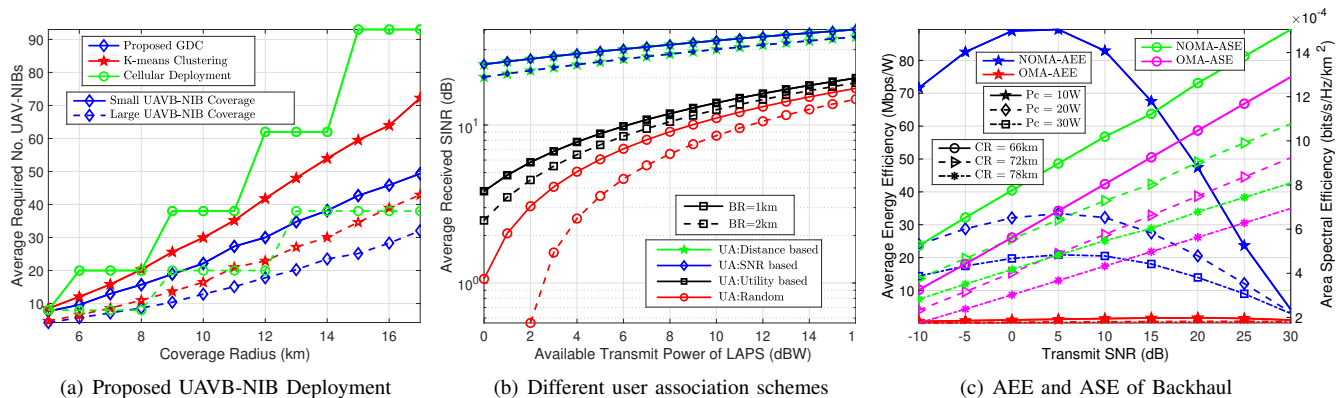 Average Required No. UAV-NIBs
90
80
70
60
50
40
30
20
10
6
8
10
12
14
16
Coverage Radius (km)
Proposed GDC
K-means Clustering
Cellular Deployment
Small UAVB-NIB Coverage
Large UAVB-NIB Coverage
(a) Proposed UAVB-NIB Deployment
Average Received SINR (dB)
10^1
10^0
0
2
4
6
8
10
12
14
Available Transmit Power of LAPS (dBW)
BR=1km
BR=2km
UA:Distance based
UA:SNR based
UA:Utility based
UA:Random
(b) Different user association schemes
Average Energy Efficiency (Mbps/W)
90
80
70
60
50
40
30
20
10
-10
-5
0
5
10
15
20
25
30
Transmit SNR (dB)
×10^-4
14
12
10
8
6
4
2
Area Spectral Efficiency (bits/s/Hz/km^2)
NOMA-AEE
OMA-AEE
Pc = 10W
Pc = 20W
Pc = 30W
CR = 66km
CR = 72km
CR = 78km
NOMA-ASE
OMA-ASE
(c) AEE and ASE of Backhaul